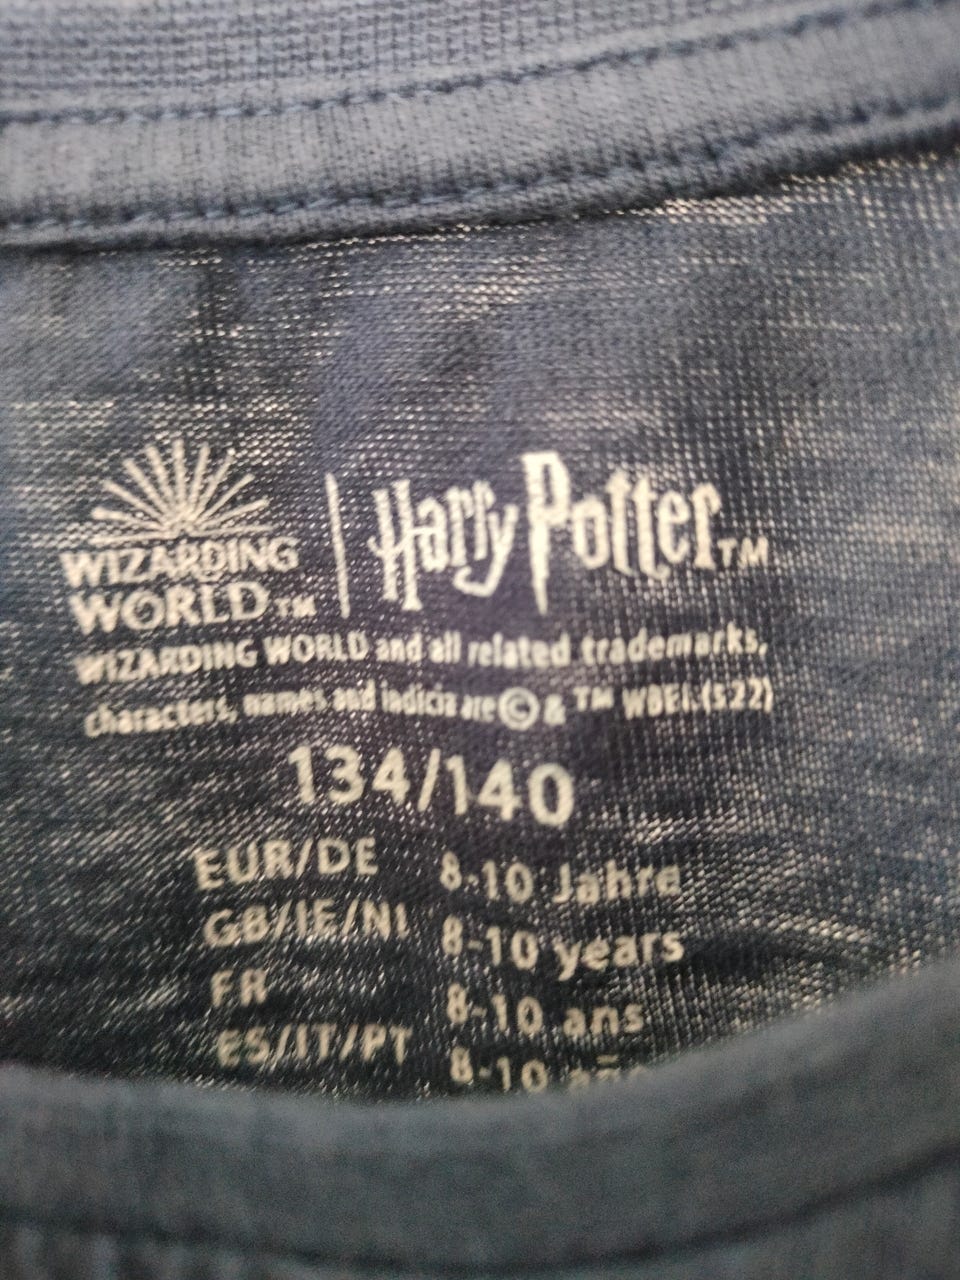 WIZARDING
WORLD™
Harry Potter™
WIZARDING WORLD and all related trademarks,
characters, names and indicia are © & ™ WBEI. (s22)
134/140
EUR/DE 8-10 Jahre
GB/IE/NI 8-10 years
FR 8-10 ans
ES/IT/PT 8-10